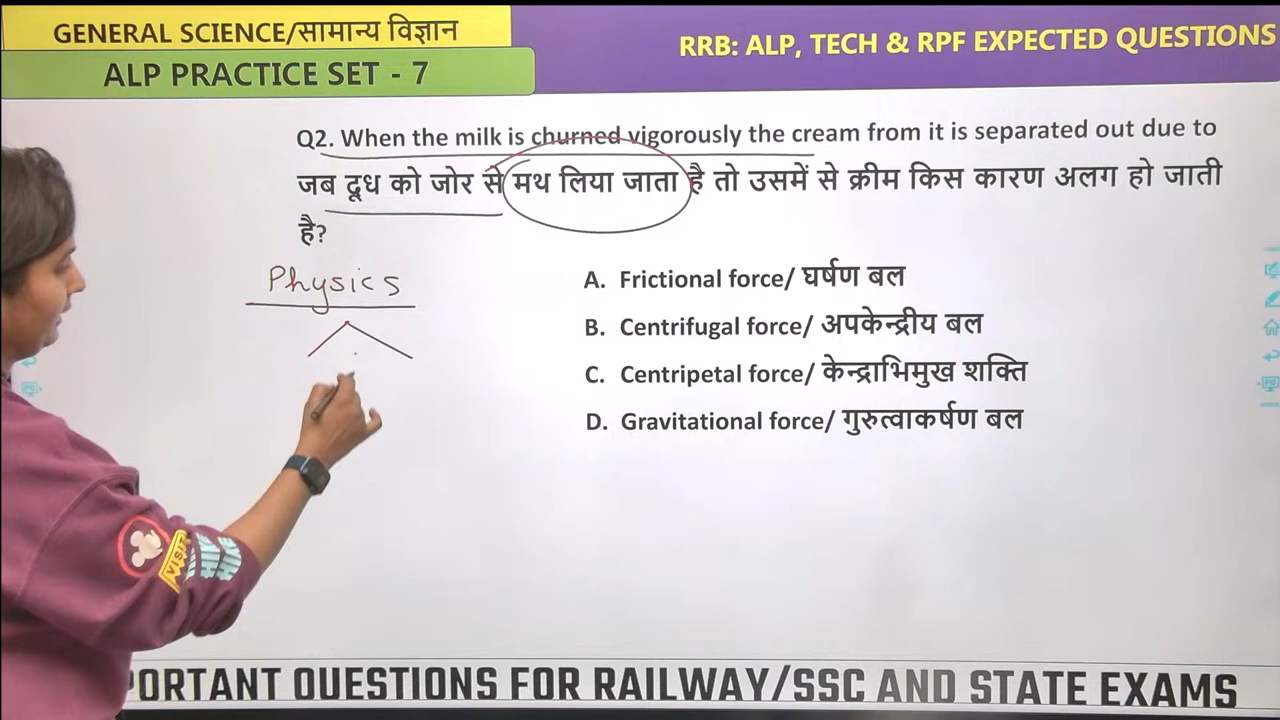 GENERAL SCIENCE/सामान्य विज्ञान
ALP PRACTICE SET - 7
RRB: ALP, TECH & RPF EXPECTED QUESTIONS
Q2. When the milk is churned vigorously the cream from it is separated out due to
जब दूध को जोर से मथ लिया जाता है तो उसमें से क्रीम किस कारण अलग हो जाती
है?
Physics
A. Frictional force/ घर्षण बल
B. Centrifugal force/ अपकेन्द्रीय बल
C. Centripetal force/ केन्द्राभिमुख शक्ति
D. Gravitational force/ गुरुत्वाकर्षण बल
VISIT
PORTANT QUESTIONS FOR RAILWAY/SSC AND STATE EXAMS